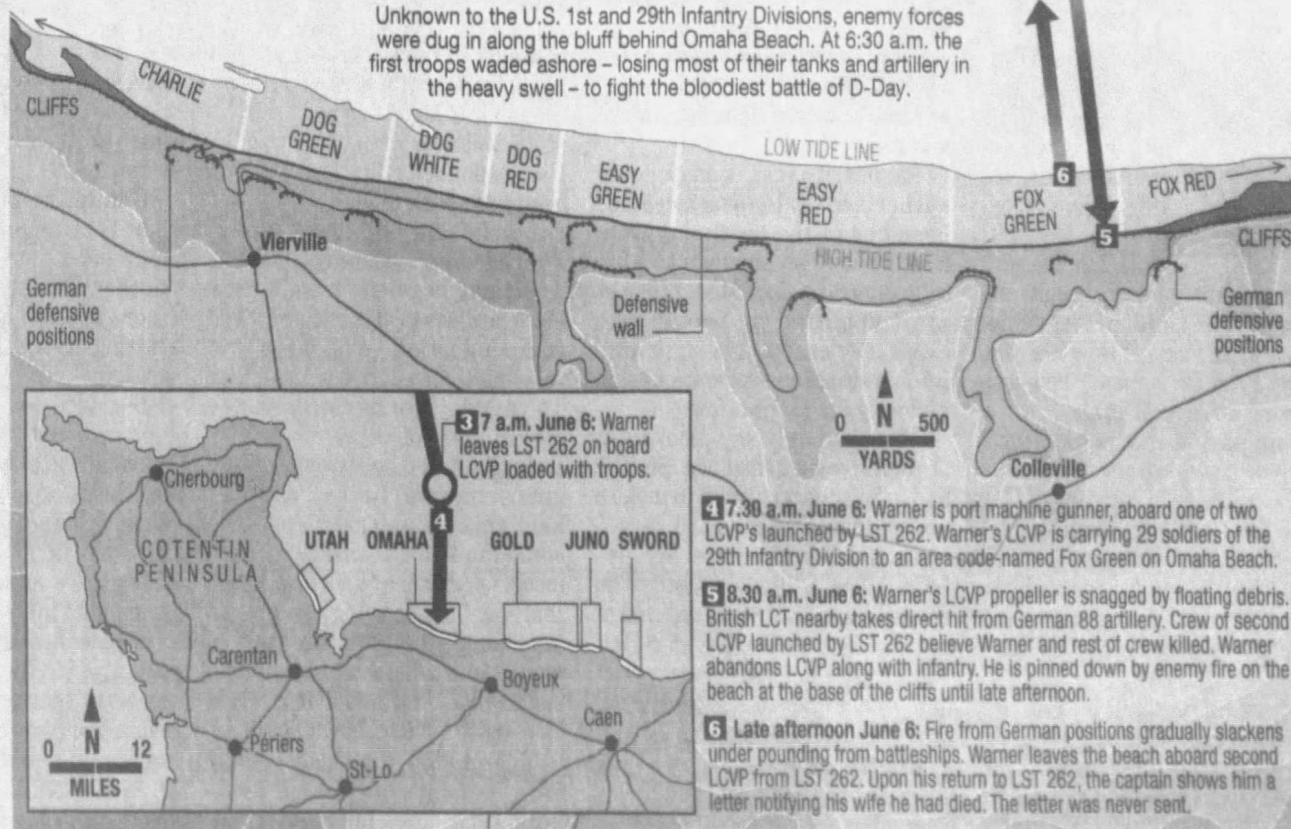 Unknown to the U.S. 1st and 29th Infantry Divisions, enemy forces
were dug in along the bluff behind Omaha Beach. At 6:30 a.m. the
first troops waded ashore – losing most of their tanks and artillery in
the heavy swell – to fight the bloodiest battle of D-Day.
CHARLIE
CLIFFS
DOG
GREEN
DOG
WHITE
DOG
RED
EASY
GREEN
LOW TIDE LINE
EASY
RED
6
FOX
GREEN
FOX RED
5
CLIFFS
HIGH TIDE LINE
Vierville
German
defensive
positions
Defensive
wall
German
defensive
positions
N
0 500
YARDS
Colleville
3 7 a.m. June 6: Warner
leaves LST 262 on board
LCVP loaded with troops.
Cherbourg
4
COTENTIN
PENINSULA
UTAH OMAHA GOLD JUNO SWORD
Carentan
Boyeux
Caen
Périers
St-Lo
N
0 12
MILES
4 7.30 a.m. June 6: Warner is port machine gunner, aboard one of two
LCVP's launched by LST 262. Warner's LCVP is carrying 29 soldiers of the
29th Infantry Division to an area code-named Fox Green on Omaha Beach.
5 8.30 a.m. June 6: Warner's LCVP propeller is snagged by floating debris.
British LCT nearby takes direct hit from German 88 artillery. Crew of second
LCVP launched by LST 262 believe Warner and rest of crew killed. Warner
abandons LCVP along with infantry. He is pinned down by enemy fire on the
beach at the base of the cliffs until late afternoon.
6 Late afternoon June 6: Fire from German positions gradually slackens
under pounding from battleships. Warner leaves the beach aboard second
LCVP from LST 262. Upon his return to LST 262, the captain shows him a
letter notifying his wife he had died. The letter was never sent.